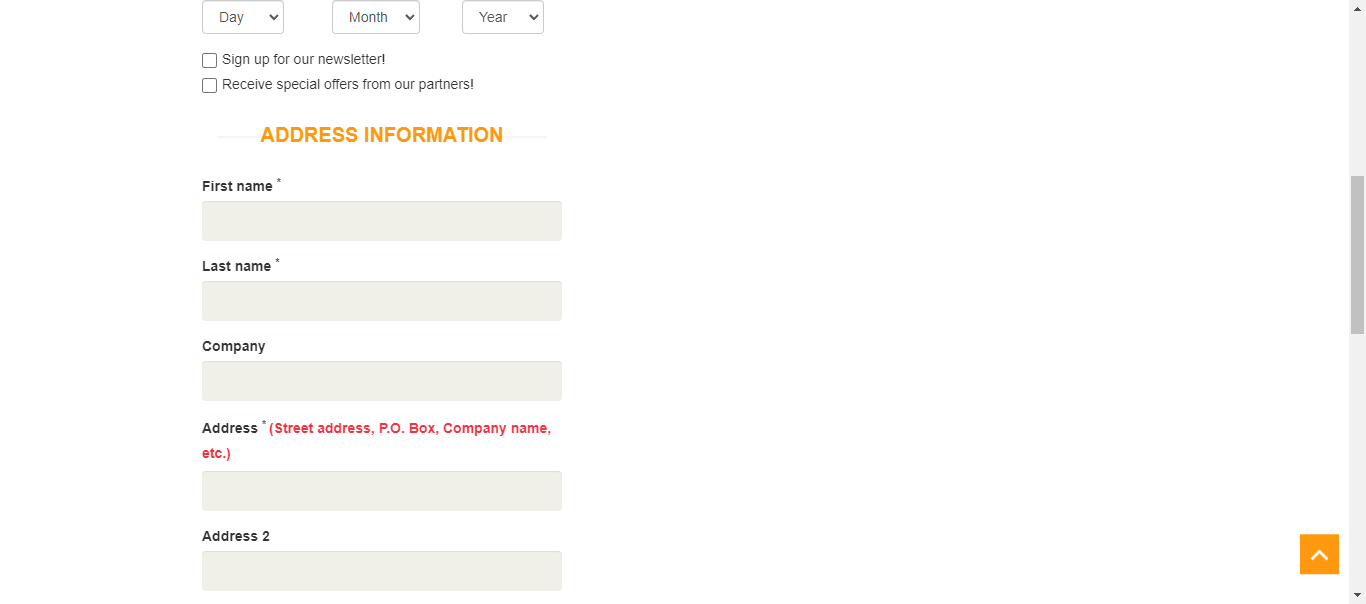 Day Month Year
Sign up for our newsletter!
Receive special offers from our partners!
ADDRESS INFORMATION
First name *
Last name *
Company
Address * (Street address, P.O. Box, Company name,
etc.)
Address 2